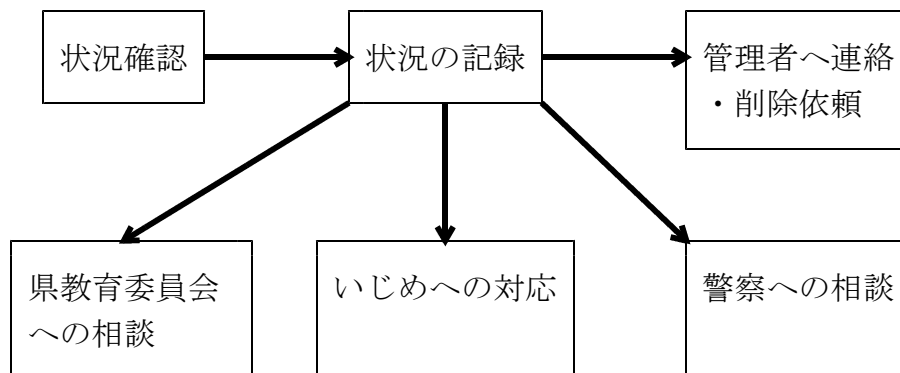 状況確認
状況の記録
管理者へ連絡
・削除依頼
県教育委員会
への相談
いじめへの対応
警察への相談